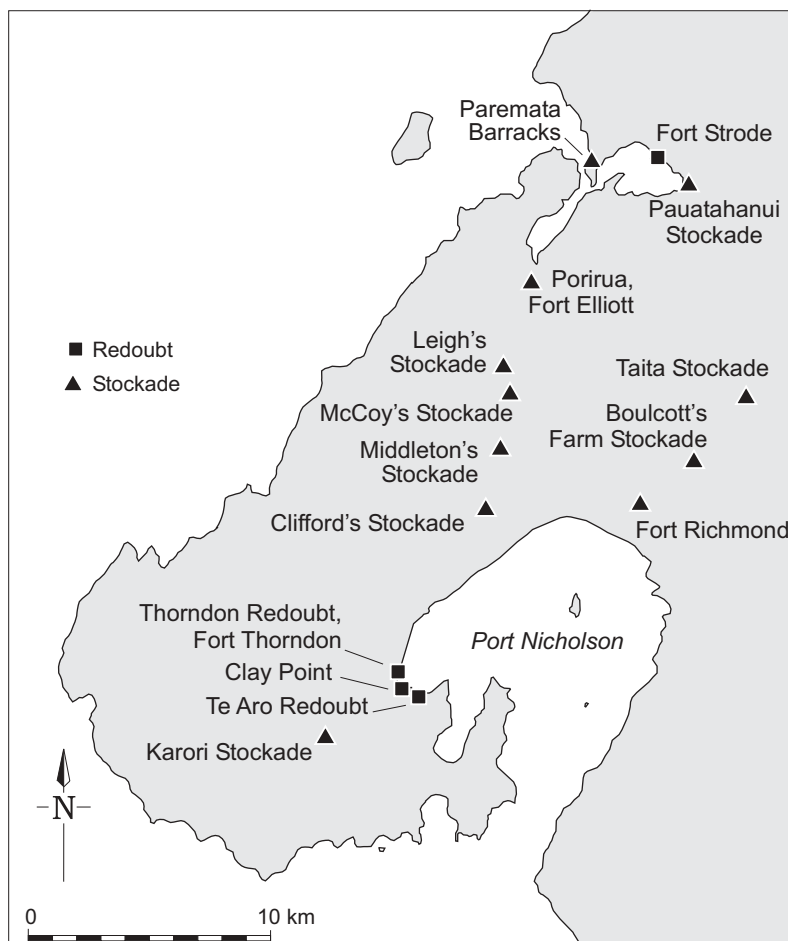 Paremata
Barracks
Fort Strode
Pauatahanui
Stockade
Porirua,
Fort Elliott
Leigh’s
Stockade
Redoubt
Stockade
McCoy’s Stockade
Taita Stockade
Boulcott’s
Farm Stockade
Middleton’s
Stockade
Clifford’s Stockade
Fort Richmond
Thorndon Redoubt,
Fort Thorndon
Port Nicholson
Clay Point
Te Aro Redoubt
Karori Stockade
N
0 10 km